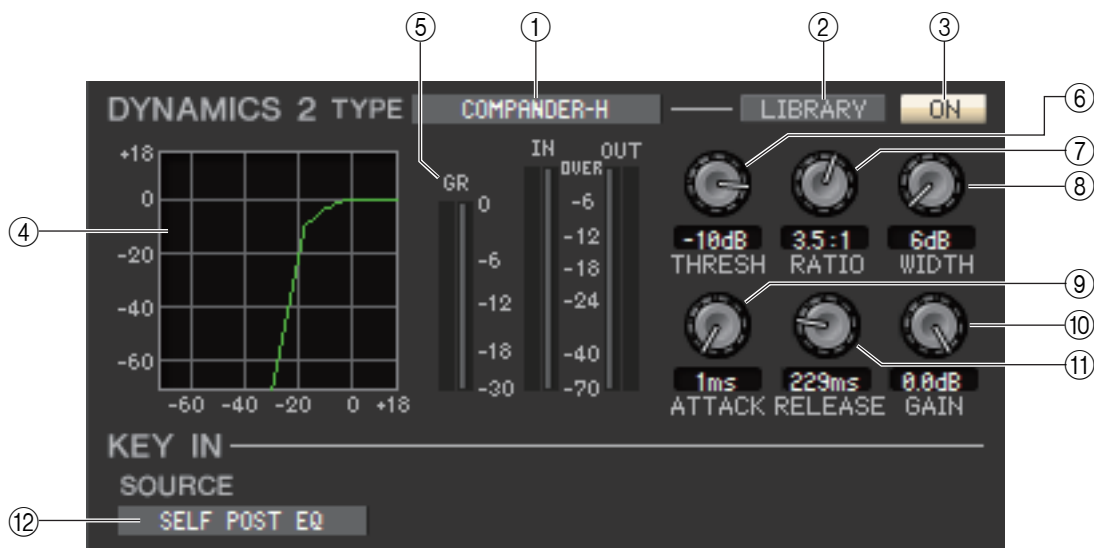 ⑤ ① ② ③
DYNAMICS 2 TYPE COMPANDER-H LIBRARY ON
⑥
⑦
⑧
④
+18
0
-20
-40
-60
-60 -40 -20 0 +18
GR
0
-6
-12
-18
-30
IN OUT
OVER
-6
-12
-18
-24
-40
-70
-10dB 3.5:1 6dB
THRESH RATIO WIDTH
⑨
⑩
⑪
1ms 229ms 0.0dB
ATTACK RELEASE GAIN
KEY IN
SOURCE
⑫ SELF POST EQ